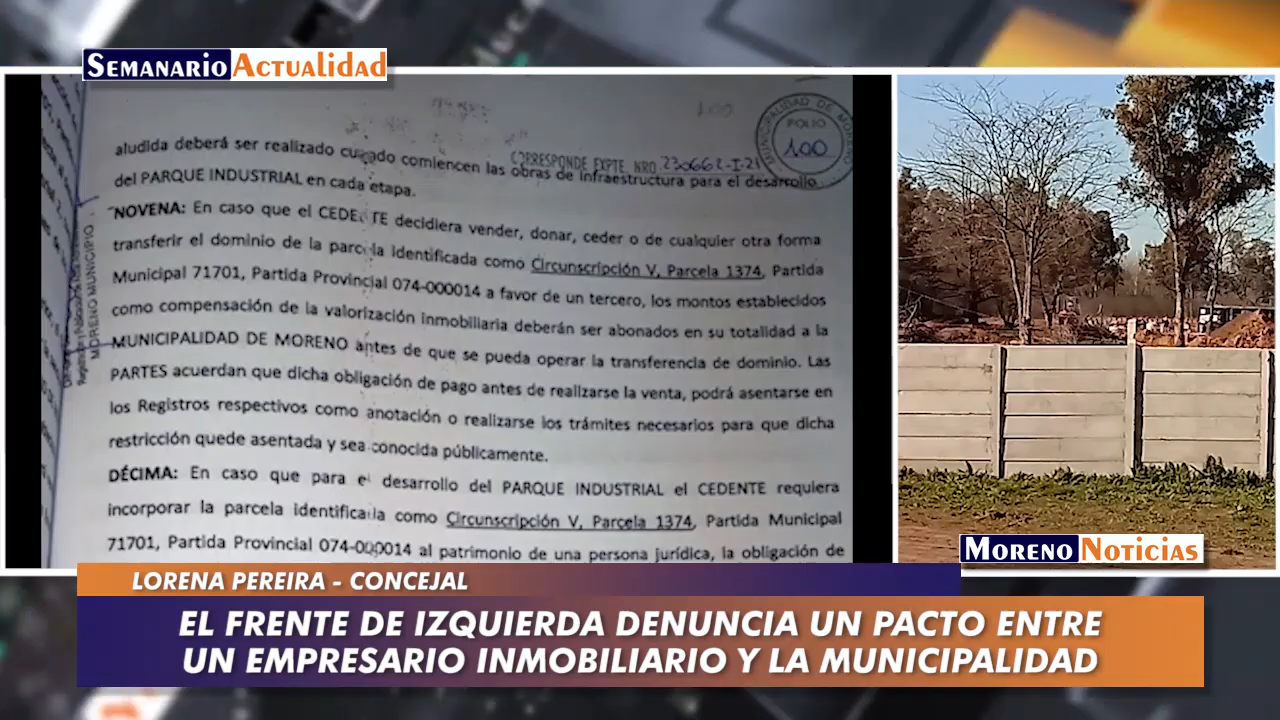 SEMANARIO ACTUALIDAD
MUNICIPALIDAD DE MORENO
FOLIO
100
CORRESPONDE EXPTE. NRO. 230662-I-21
aludida deberá ser realizado cuando comiencen las obras de infraestructura para el desarrollo
del PARQUE INDUSTRIAL en cada etapa.
NOVENA: En caso que el CEDENTE decidiera vender, donar, ceder o de cualquier otra forma
transferir el dominio de la parcela identificada como Circunscripción V, Parcela 1374, Partida
Municipal 71701, Partida Provincial 074-000014 a favor de un tercero, los montos establecidos
como compensación de la valorización inmobiliaria deberán ser abonados en su totalidad a la
MUNICIPALIDAD DE MORENO antes de que se pueda operar la transferencia de dominio. Las
PARTES acuerdan que dicha obligación de pago antes de realizarse la venta, podrá asentarse en
los Registros respectivos como anotación o realizarse los trámites necesarios para que dicha
restricción quede asentada y sea conocida públicamente.
DÉCIMA: En caso que para el desarrollo del PARQUE INDUSTRIAL el CEDENTE requiera
incorporar la parcela identificada como Circunscripción V, Parcela 1374, Partida Municipal
71701, Partida Provincial 074-000014 al patrimonio de una persona jurídica, la obligación de
MORENO MUNICIPIO
MORENO NOTICIAS
LORENA PEREIRA - CONCEJAL
EL FRENTE DE IZQUIERDA DENUNCIA UN PACTO ENTRE
UN EMPRESARIO INMOBILIARIO Y LA MUNICIPALIDAD